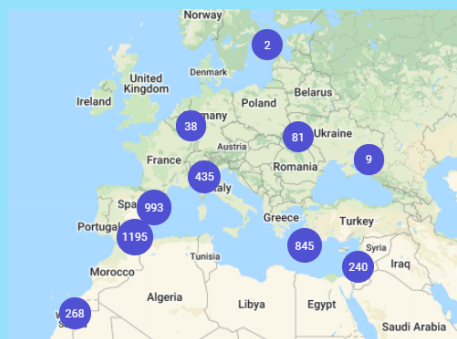 Norway
2
Denmark
United
Kingdom
Ireland
Belarus
Poland
38
many
81
Ukraine
Austria
9
France
Romania
435
Italy
993
Spa
Portugal
1195
Greece
Turkey
845
Syria
Tunisia
240
Iraq
Morocco
Algeria
Libya
Egypt
268
Saudi Arabia